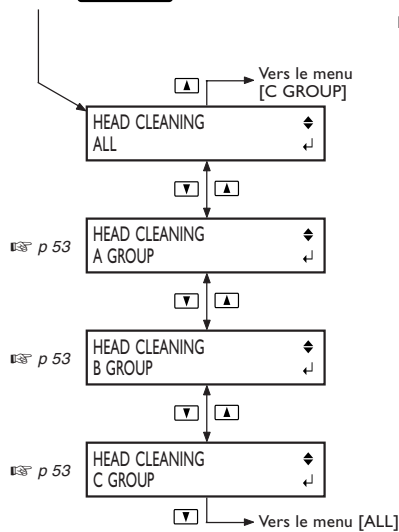 Vers le menu
[C GROUP]
HEAD CLEANING
ALL
☞ p 53
HEAD CLEANING
A GROUP
☞ p 53
HEAD CLEANING
B GROUP
☞ p 53
HEAD CLEANING
C GROUP
Vers le menu [ALL]